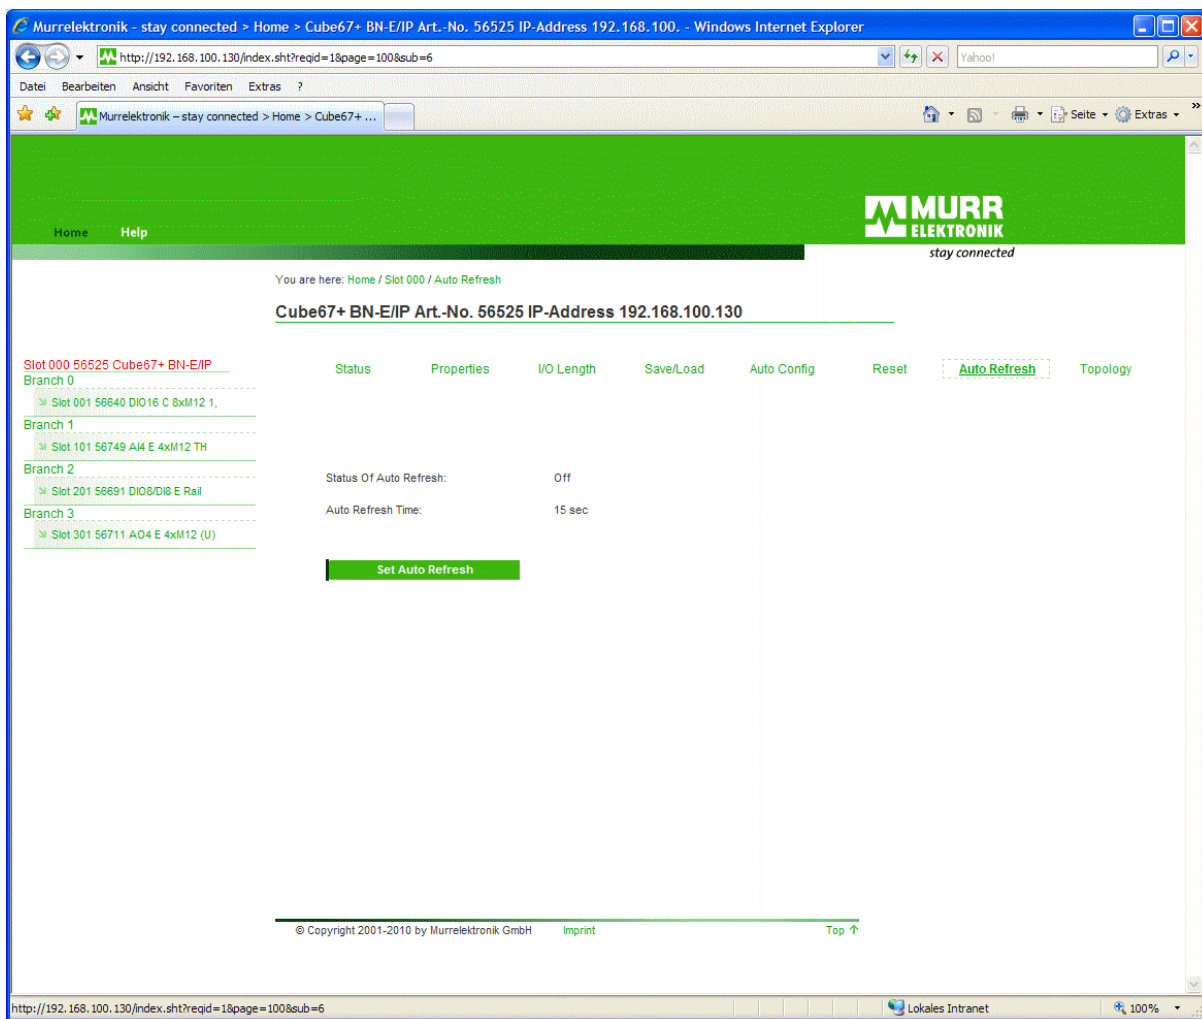 Murrelektronik - stay connected > Home > Cube67+ BN-E/IP Art.-No. 56525 IP-Address 192.168.100. - Windows Internet Explorer
http://192.168.100.130/index.sht?reqid=1&page=100&sub=6
Yahoo!
Datei Bearbeiten Ansicht Favoriten Extras ?
Murrelektronik – stay connected > Home > Cube67+ ...
Seite Extras »
MURR
ELEKTRONIK
stay connected
Home Help
You are here: Home / Slot 000 / Auto Refresh
Cube67+ BN-E/IP Art.-No. 56525 IP-Address 192.168.100.130
Status Properties I/O Length Save/Load Auto Config Reset Auto Refresh Topology
Slot 000 56525 Cube67+ BN-E/IP
Branch 0
Slot 001 56640 DIO16 C 8xM12 1,
Branch 1
Slot 101 56749 AI4 E 4xM12 TH
Branch 2
Slot 201 56691 DIO8/DI8 E Rail
Branch 3
Slot 301 56711 AO4 E 4xM12 (U)
Status Of Auto Refresh: Off
Auto Refresh Time: 15 sec
Set Auto Refresh
© Copyright 2001-2010 by Murrelektronik GmbH Imprint Top ↑
http://192.168.100.130/index.sht?reqid=1&page=100&sub=6 Lokales Intranet 100%